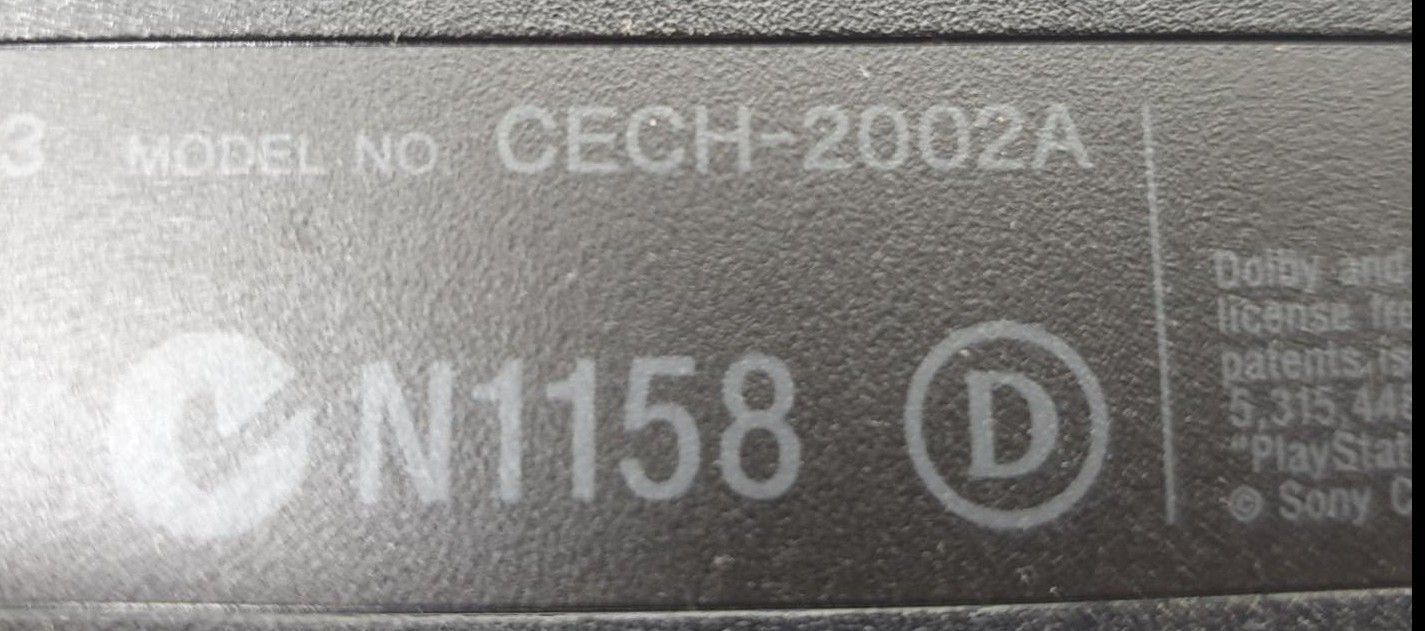 3 MODEL NO. CECH-2002A
N1158 D
Dolby and
license
patents
5,315,44
"PlayStat
© Sony C